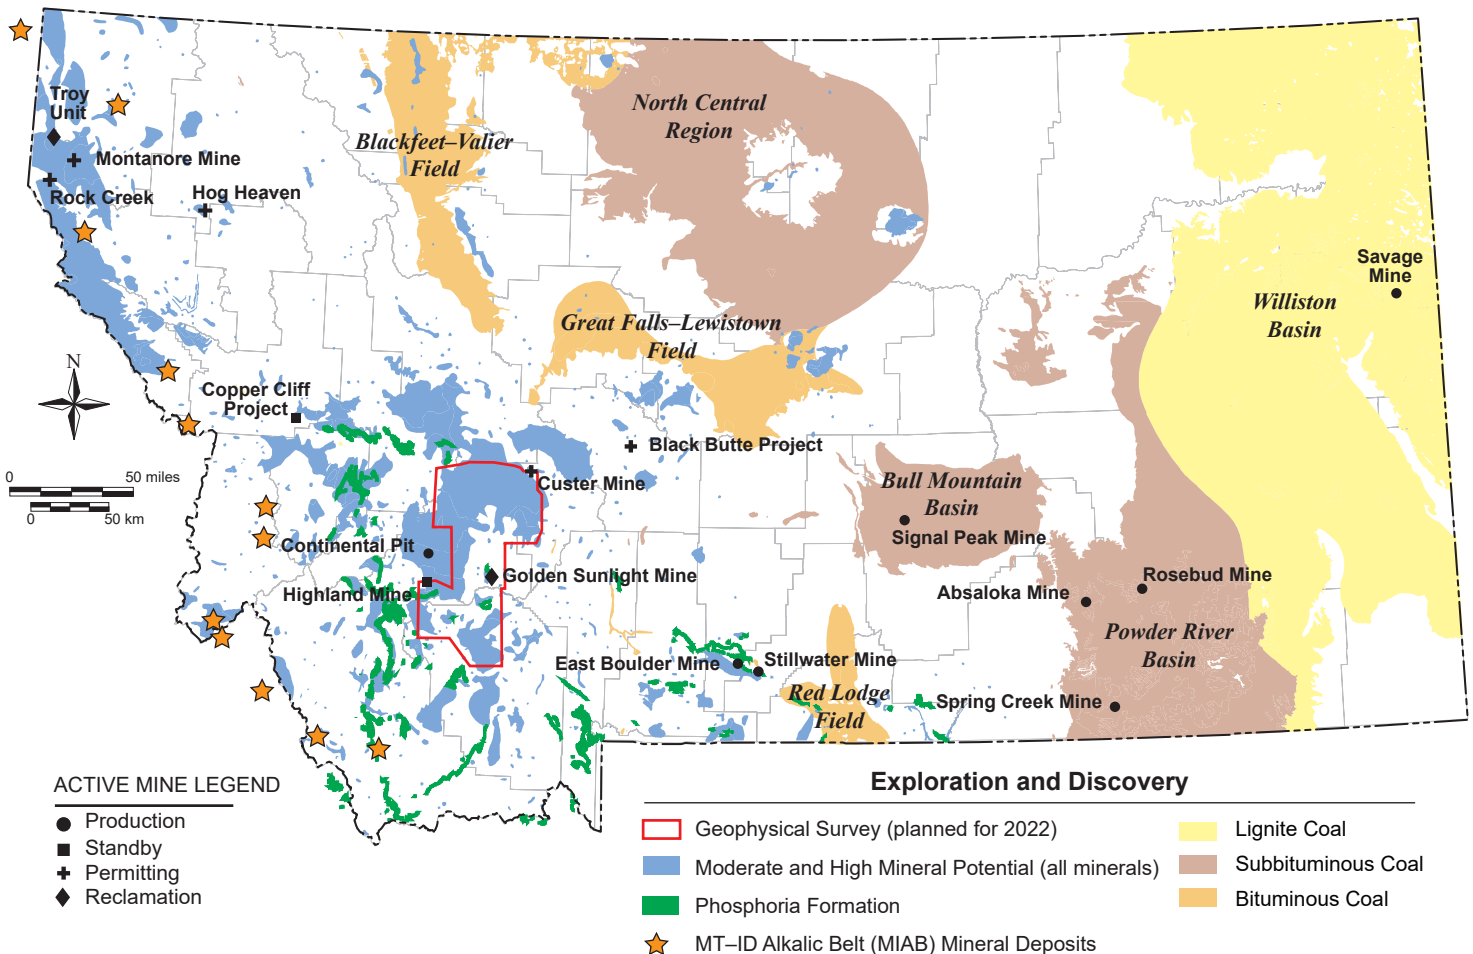 Troy
Unit
Montanore Mine
Rock Creek
Hog Heaven
Blackfeet–Valier
Field
North Central
Region
Savage
Mine
Williston
Basin
Great Falls–Lewistown
Field
N
Copper Cliff
Project
0
50 miles
0
50 km
Black Butte Project
Custer Mine
Bull Mountain
Basin
Signal Peak Mine
Continental Pit
Golden Sunlight Mine
Highland Mine
Absaloka Mine
Rosebud Mine
Powder River
Basin
East Boulder Mine
Stillwater Mine
Red Lodge
Field
Spring Creek Mine
ACTIVE MINE LEGEND
Production
Standby
Permitting
Reclamation
Exploration and Discovery
Geophysical Survey (planned for 2022)
Moderate and High Mineral Potential (all minerals)
Phosphoria Formation
MT–ID Alkalic Belt (MIAB) Mineral Deposits
Lignite Coal
Subbituminous Coal
Bituminous Coal